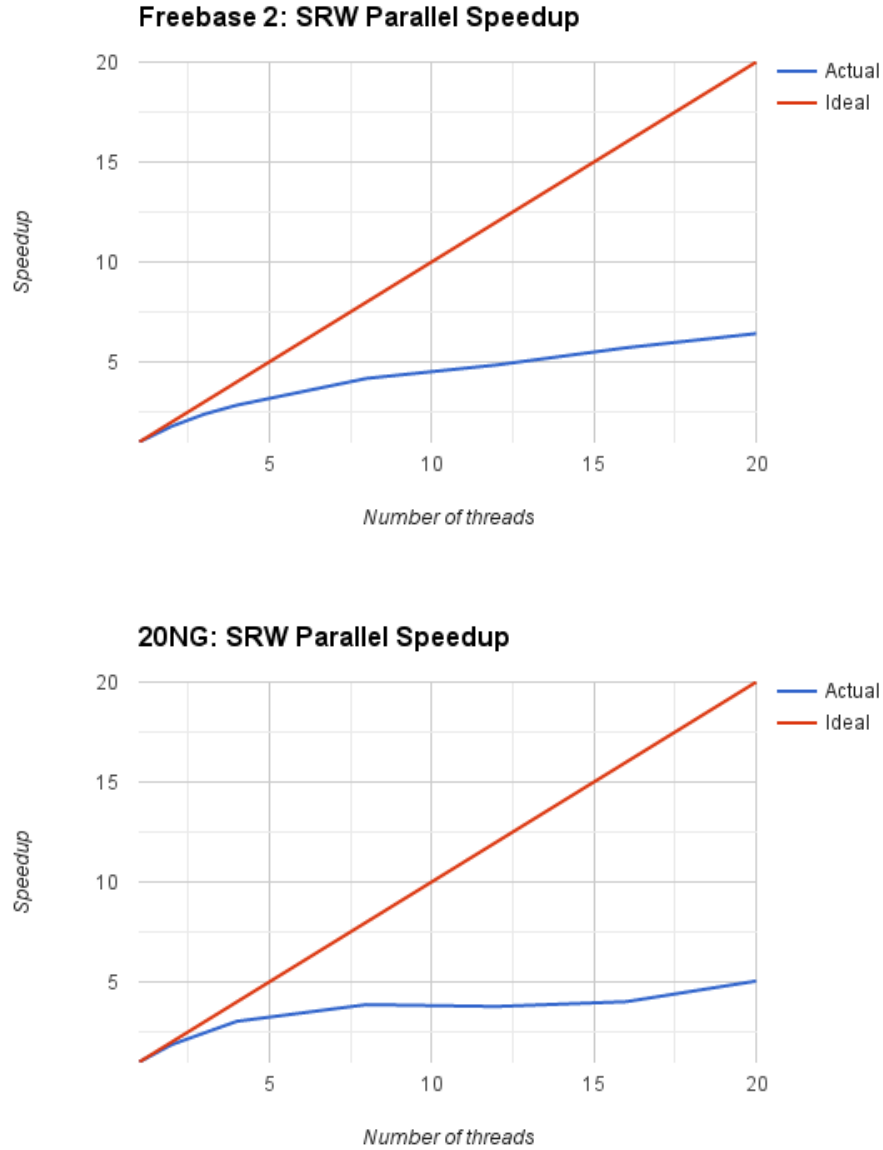 Freebase 2: SRW Parallel Speedup
20
15
10
5
Speedup
5
10
15
20
Number of threads
Actual
Ideal
20NG: SRW Parallel Speedup
20
15
10
5
Speedup
5
10
15
20
Number of threads
Actual
Ideal